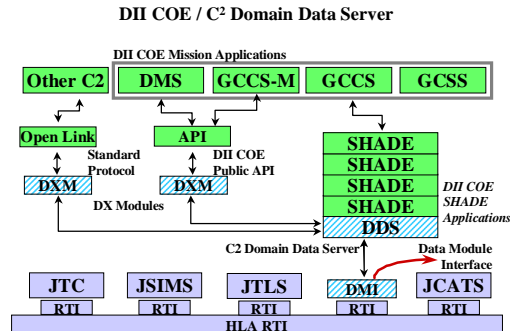 DII COE / C² Domain Data Server
DII COE Mission Applications
Other C2
DMS
GCCS-M
GCCS
GCSS
Open Link
API
SHADE
SHADE
SHADE
SHADE
DDS
Standard
Protocol
DII COE
Public API
DXM
DXM
DX Modules
DII COE
SHADE
Applications
C2 Domain Data Server
Data Module
Interface
JTC
JSIMS
JTLS
DMI
JCATS
RTI
RTI
RTI
RTI
RTI
HLA RTI